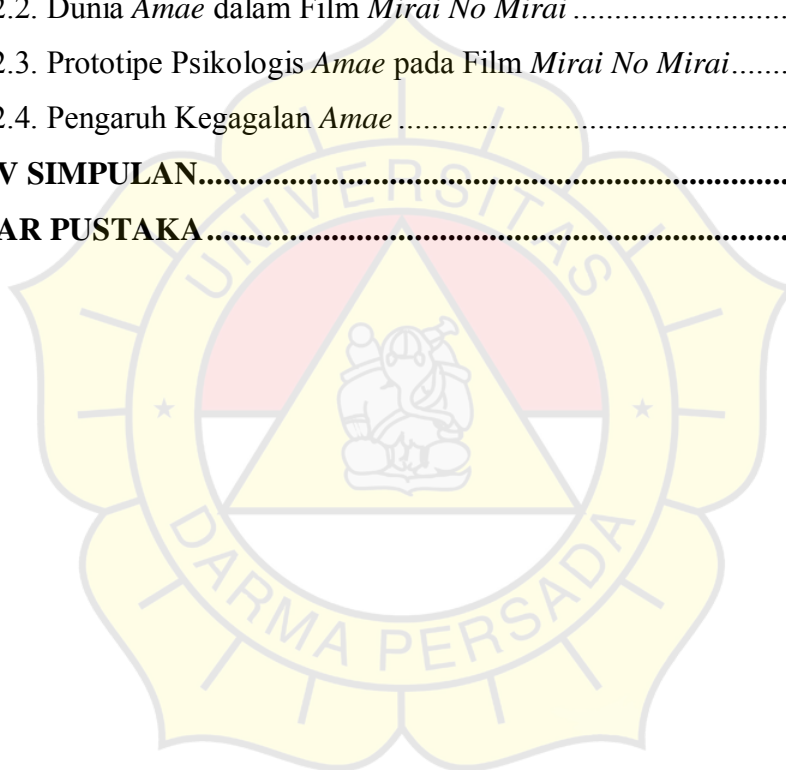 2.2. Dunia Amae dalam Film Mirai No Mirai ........................
2.3. Prototipe Psikologis Amae pada Film Mirai No Mirai.......
2.4. Pengaruh Kegagalan Amae ................................................
V SIMPULAN..........................................................................
AR PUSTAKA.........................................................................
UNIVERSITAS
DARMA PERSADA